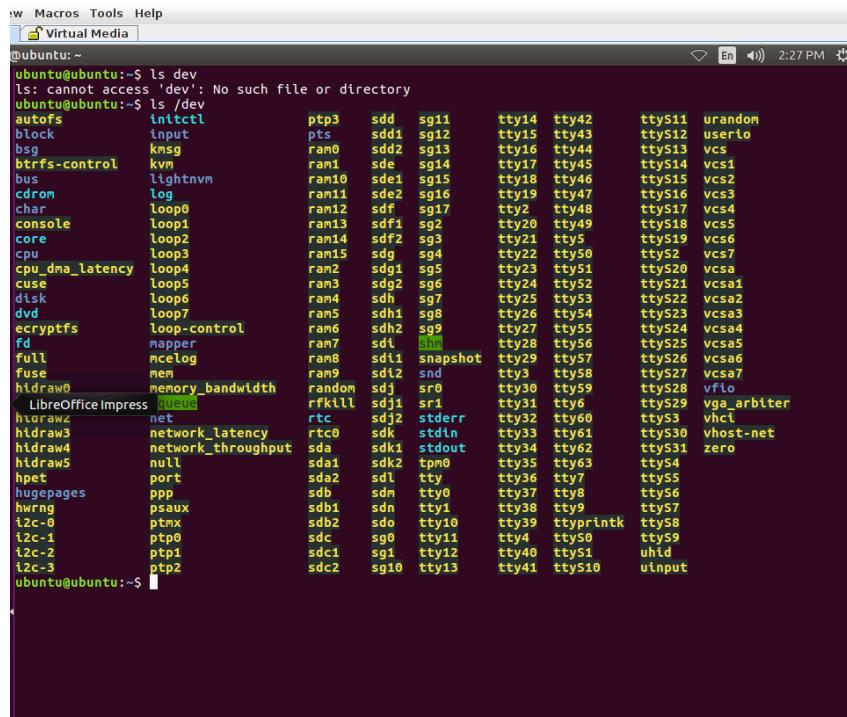 ew Macros Tools Help
Virtual Media
@ubuntu: ~ En 2:27 PM
ubuntu@ubuntu:~$ ls dev
ls: cannot access 'dev': No such file or directory
ubuntu@ubuntu:~$ ls /dev
autofs initctl ptp3 sdd sg11 tty14 tty42 ttyS11 urandom
block input pts sdd1 sg12 tty15 tty43 ttyS12 userio
bsg kmsg ram0 sdd2 sg13 tty16 tty44 ttyS13 vcs
btrfs-control kvm ram1 sde sg14 tty17 tty45 ttyS14 vcs1
bus lightnvm ram10 sde1 sg15 tty18 tty46 ttyS15 vcs2
cdrom log ram11 sde2 sg16 tty19 tty47 ttyS16 vcs3
char loop0 ram12 sdf sg17 tty2 tty48 ttyS17 vcs4
console loop1 ram13 sdf1 sg2 tty20 tty49 ttyS18 vcs5
core loop2 ram14 sdf2 sg3 tty21 tty5 ttyS19 vcs6
cpu loop3 ram15 sdg sg4 tty22 tty50 ttyS2 vcs7
cpu_dma_latency loop4 ram2 sdg1 sg5 tty23 tty51 ttyS20 vcsa
cuse loop5 ram3 sdg2 sg6 tty24 tty52 ttyS21 vcsa1
disk loop6 ram4 sdh sg7 tty25 tty53 ttyS22 vcsa2
dvd loop7 ram5 sdh1 sg8 tty26 tty54 ttyS23 vcsa3
ecryptfs loop-control ram6 sdh2 sg9 tty27 tty55 ttyS24 vcsa4
fd mapper ram7 sdi shm tty28 tty56 ttyS25 vcsa5
full mcelog ram8 sdi1 snapshot tty29 tty57 ttyS26 vcsa6
fuse mem ram9 sdi2 snd tty3 tty58 ttyS27 vcsa7
hidraw0 memory_bandwidth random sdj sr0 tty30 tty59 ttyS28 vfio
LibreOffice Impress queue rfkill sdj1 sr1 tty31 tty6 ttyS29 vga_arbiter
hidraw2 net rtc sdj2 stderr tty32 tty60 ttyS3 vhci
hidraw3 network_latency rtc0 sdk stdin tty33 tty61 ttyS30 vhost-net
hidraw4 network_throughput sda sdk1 stdout tty34 tty62 ttyS31 zero
hidraw5 null sda1 sdk2 tpm0 tty35 tty63 ttyS4
hpet port sda2 sdl tty tty36 tty7 ttyS5
hugepages ppp sdb sdm tty0 tty37 tty8 ttyS6
hwrng psaux sdb1 sdn tty1 tty38 tty9 ttyS7
i2c-0 ptmx sdb2 sdo tty10 tty39 ttyprintk ttyS8
i2c-1 ptp0 sdc sg0 tty11 tty4 ttyS0 ttyS9
i2c-2 ptp1 sdc1 sg1 tty12 tty40 ttyS1 uhid
i2c-3 ptp2 sdc2 sg10 tty13 tty41 ttyS10 uinput
ubuntu@ubuntu:~$